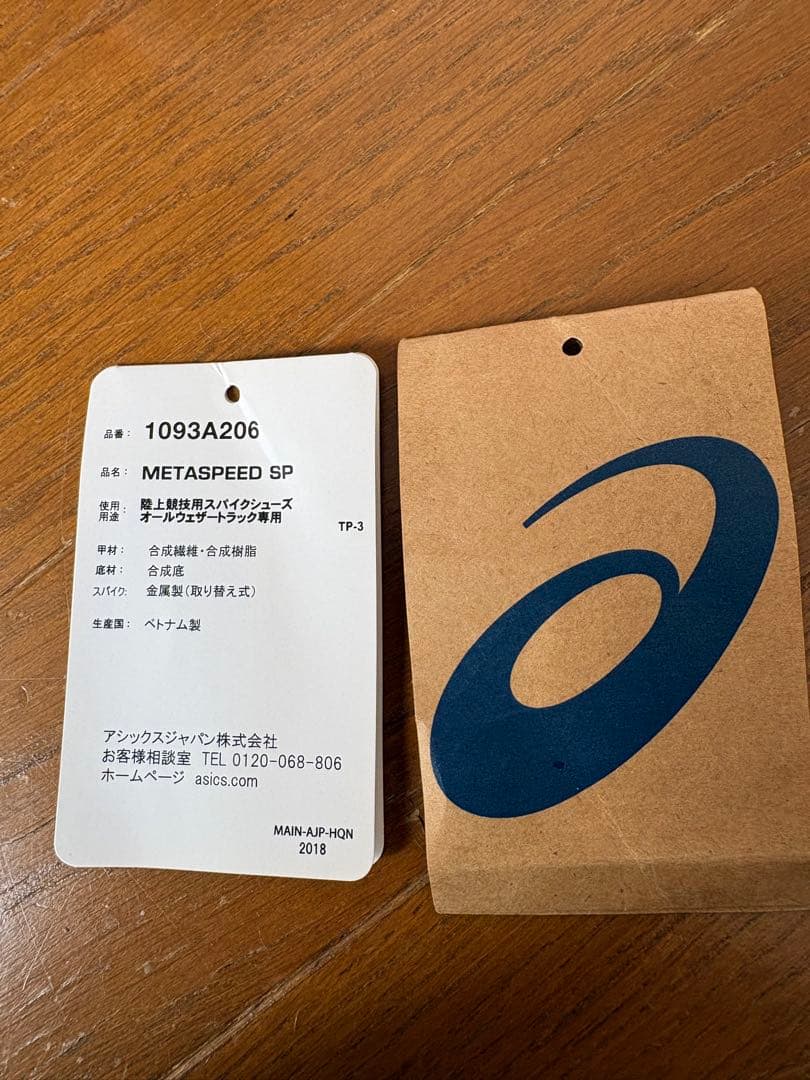 品番： 1093A206
品名： METASPEED SP
使用用途： 陸上競技用スパイクシューズ
オールウェザートラック専用
TP-3
甲材： 合成繊維・合成樹脂
底材： 合成底
スパイク： 金属製（取り替え式）
生産国： ベトナム製
アシックスジャパン株式会社
お客様相談室 TEL 0120-068-806
ホームページ asics.com
MAIN-AJP-HQN
2018